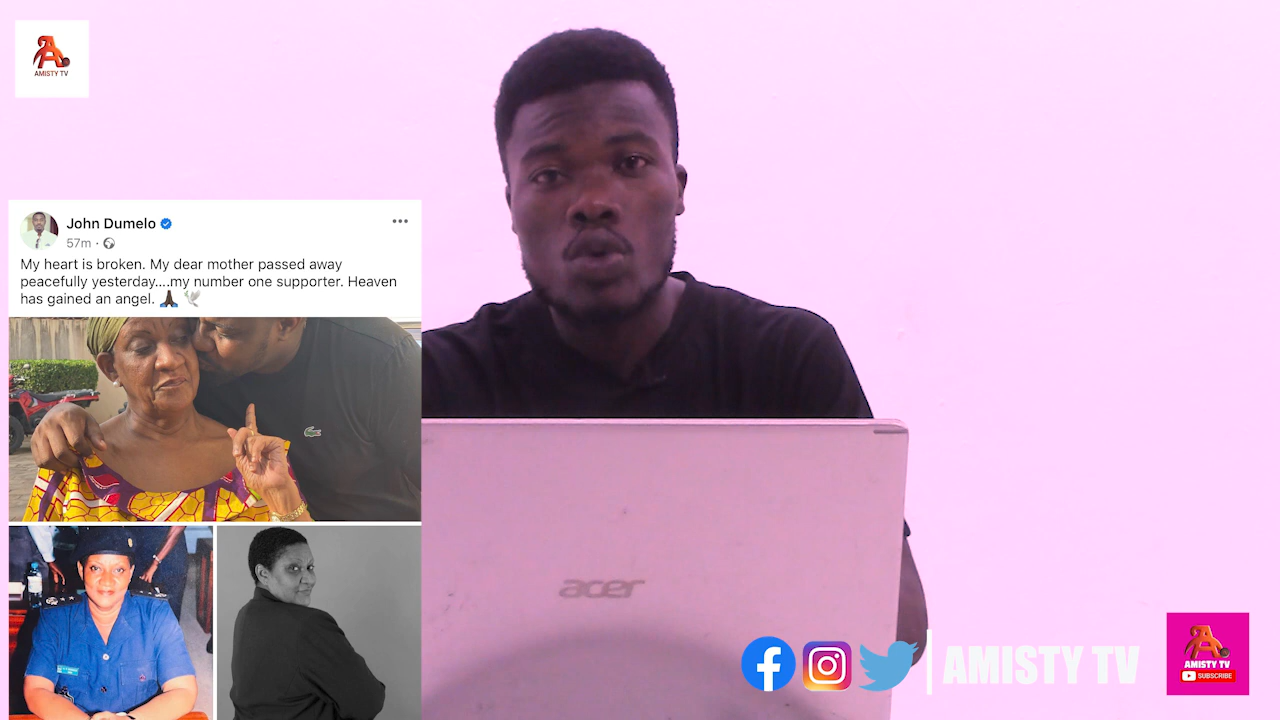 AMISTY TV
John Dumelo
57m
My heart is broken. My dear mother passed away
peacefully yesterday....my number one supporter. Heaven
has gained an angel. 🙏🏿 🕊️
acer
AMISTY TV
AMISTY TV
SUBSCRIBE